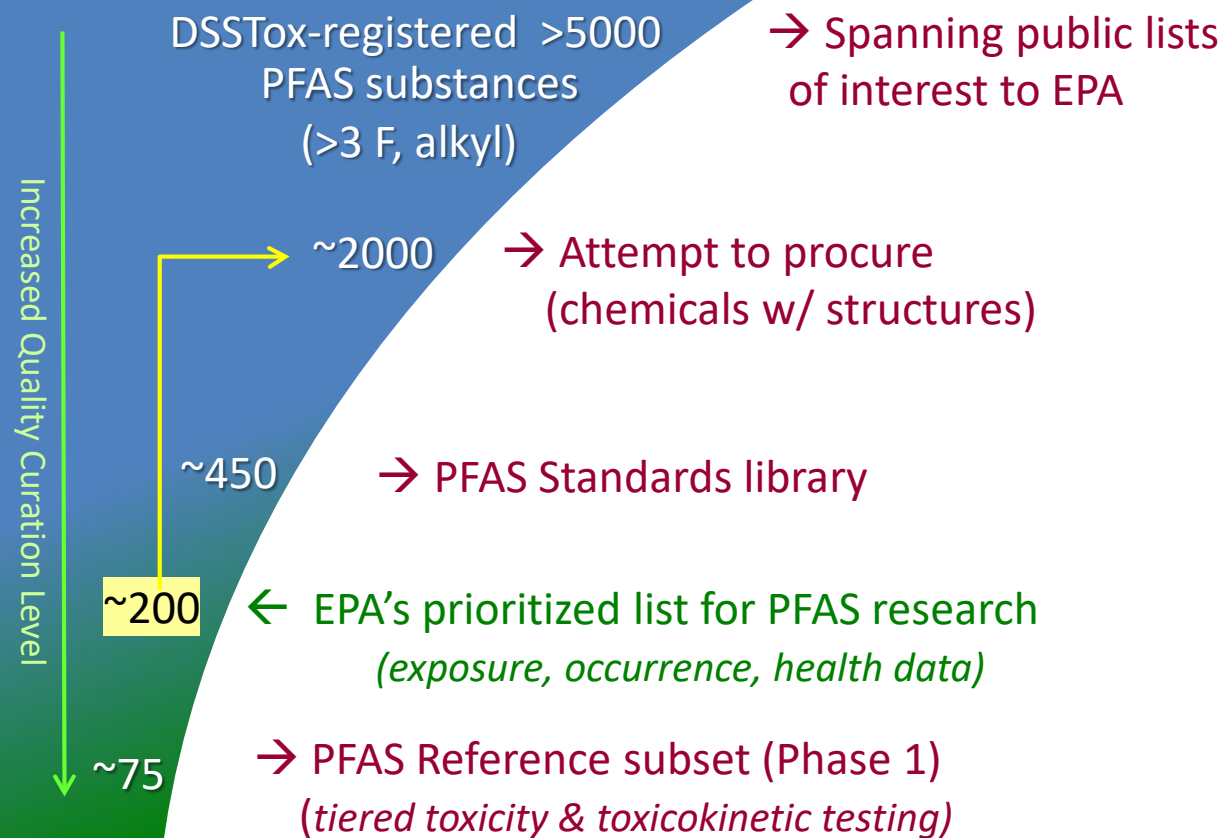 DSSTox-registered >5000
PFAS substances
(>3 F, alkyl)
→ Spanning public lists
of interest to EPA
Increased Quality Curation Level
~2000
→ Attempt to procure
(chemicals w/ structures)
~450
→ PFAS Standards library
~200
← EPA's prioritized list for PFAS research
(exposure, occurrence, health data)
~75
→ PFAS Reference subset (Phase 1)
(tiered toxicity & toxicokinetic testing)